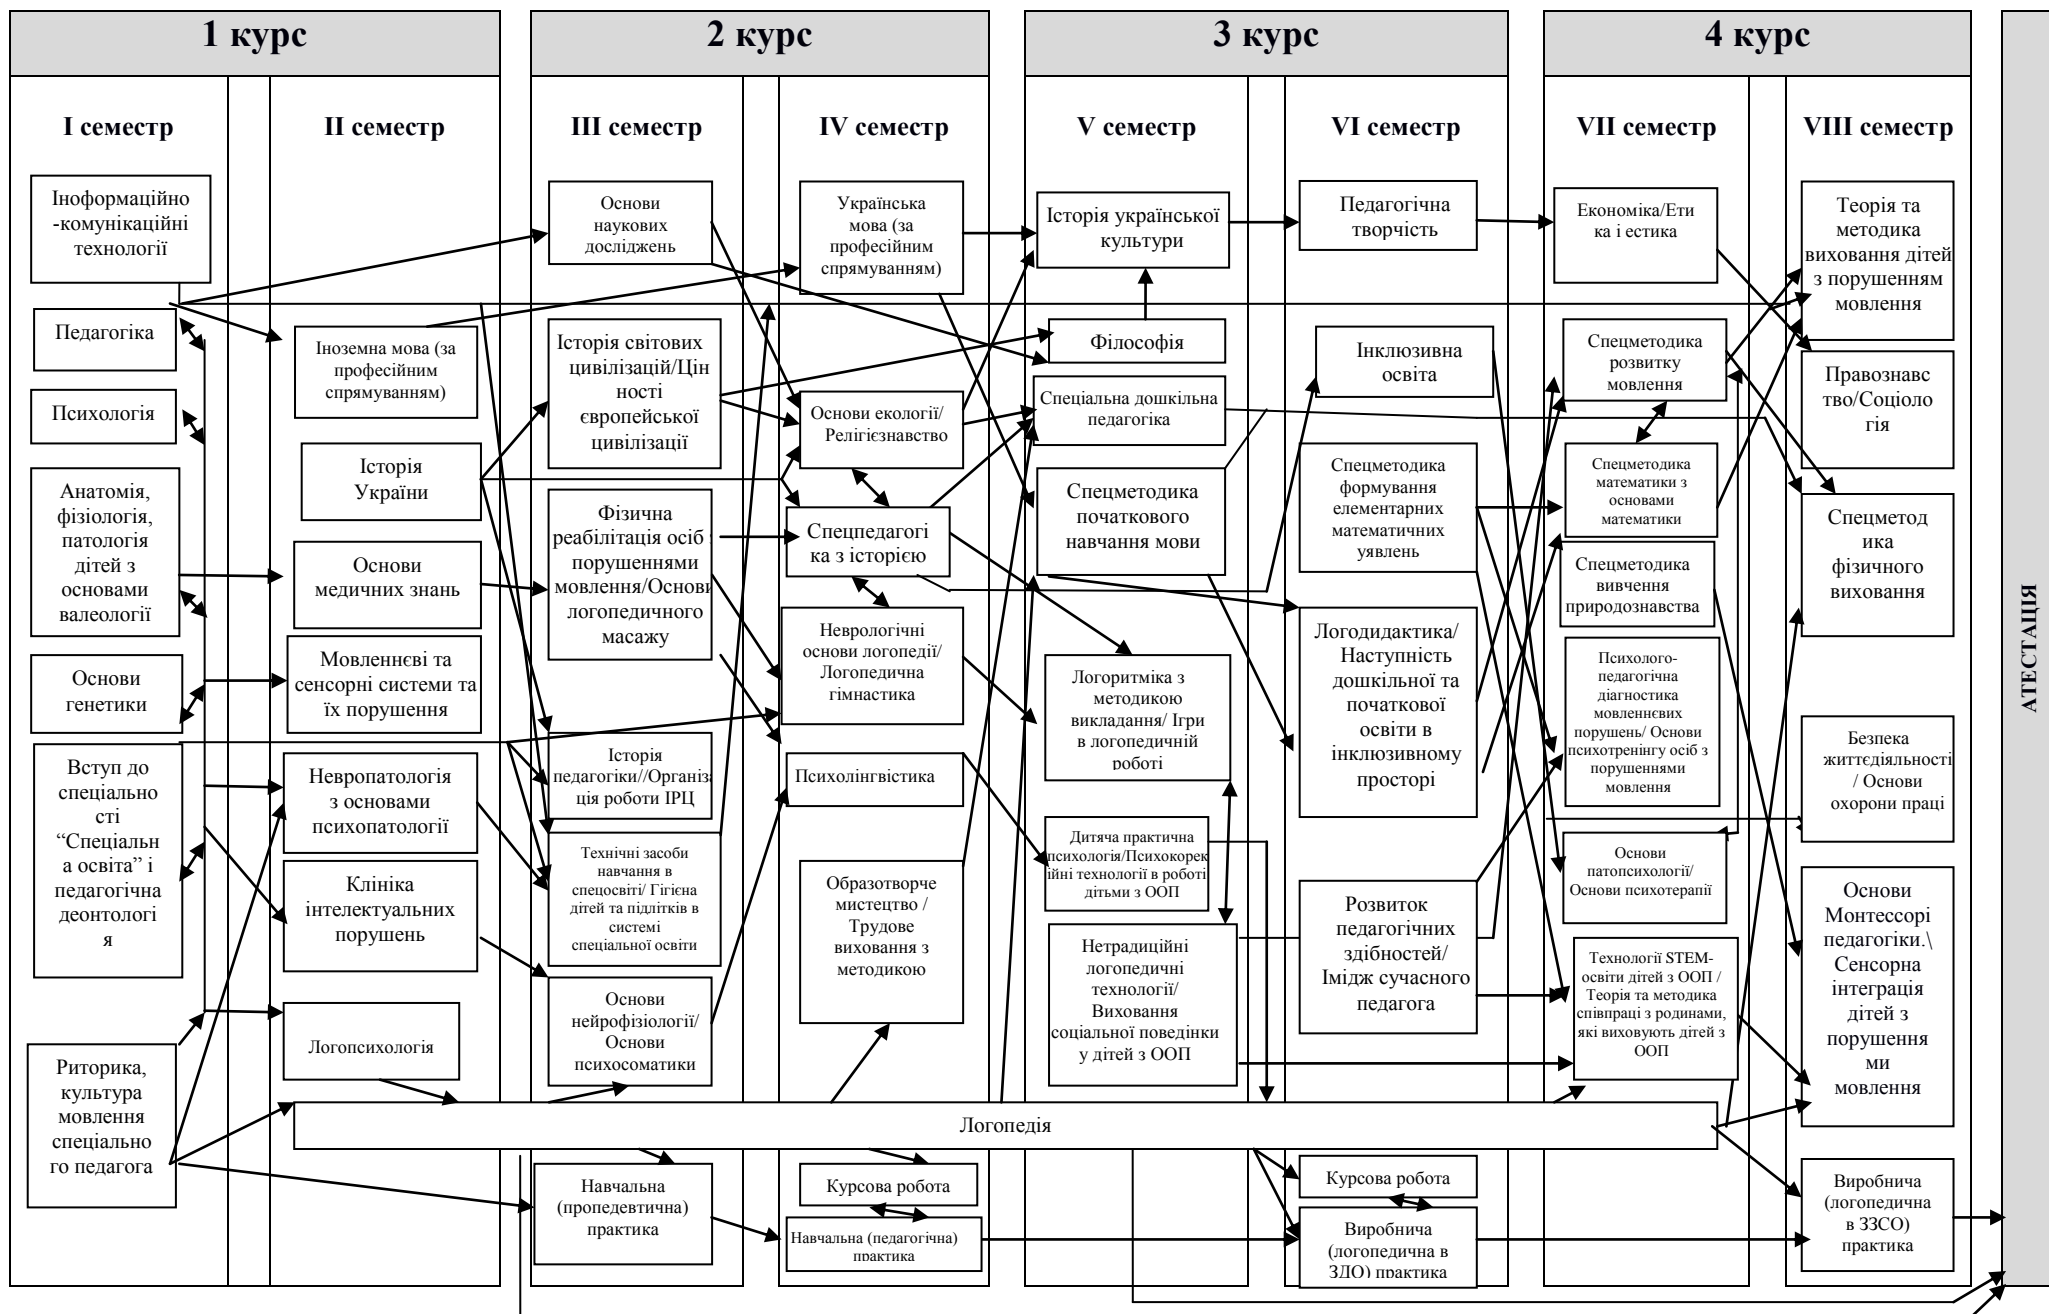 1 курс
2 курс
3 курс
4 курс
I семестр
II семестр
III семестр
IV семестр
V семестр
VI семестр
VII семестр
VIII семестр
Іноформаційно
-комунікаційні
технології
Педагогіка
Психологія
Анатомія,
фізіологія,
патологія
дітей з
основами
валеології
Основи
генетики
Вступ до
спеціально
сті
“Спеціальн
а освіта” і
педагогічна
деонтологі
я
Риторика,
культура
мовлення
спеціально
го педагога
Іноземна мова (за
професійним
спрямуванням)
Історія
України
Основи
медичних знань
Мовленнєві та
сенсорні системи та
їх порушення
Невропатологія
з основами
психопатології
Клініка
інтелектуальних
порушень
Логопсихологія
Основи
наукових
досліджень
Історія світових
цивілізацій/Цін
ності
європейської
цивілізації
Фізична
реабілітація осіб з
порушеннями
мовлення/Основи
логопедичного
масажу
Історія
педагогіки//Організа
ція роботи ІРЦ
Технічні засоби
навчання в
спецосвіті/ Гігієна
дітей та підлітків в
системі
спеціальної освіти
Основи
нейрофізіології/
Основи
психосоматики
Навчальна
(пропедевтична)
практика
Українська
мова (за
професійним
спрямуванням)
Основи екології/
Релігієзнавство
Спецпедагогі
ка з історією
Неврологічні
основи логопедії/
Логопедична
гімнастика
Психолінгвістика
Образотворче
мистецтво /
Трудове
виховання з
методикою
Логопедія
Курсова робота
Навчальна (педагогічна)
практика
Історія української
культури
Філософія
Спеціальна дошкільна
педагогіка
Спецметодика
початкового
навчання мови
Логоритміка з
методикою
викладання/ Ігри
в логопедичній
роботі
Дитяча практична
психологія/Психокорек
ійні технології в роботі
дітьми з ООП
Нетрадиційні
логопедичні
технології/
Виховання
соціальної поведінки
у дітей з ООП
Педагогічна
творчість
Інклюзивна
освіта
Спецметодика
формування
елементарних
математичних
уявлень
Логодидактика/
Наступність
дошкільної та
початкової
освіти в
інклюзивному
просторі
Розвиток
педагогічних
здібностей/
Імідж сучасного
педагога
Курсова робота
Виробнича
(логопедична в
ЗДО) практика
Економіка/Ети
ка і естика
Спецметодика
розвитку
мовлення
Спецметодика
математики з
основами
математики
Спецметодика
вивчення
природознавства
Психолого-
педагогічна
діагностика
мовленнєвих
порушень/ Основи
психотренінгу осіб з
порушеннями
мовлення
Основи
патопсихології/
Основи психотерапії
Технології STEM-
освіти дітей з ООП /
Теорія та методика
співпраці з родинами,
які виховують дітей з
ООП
Теорія та
методика
виховання дітей
з порушенням
мовлення
Правознавс
тво/Соціоло
гія
Спецметод
ика
фізичного
виховання
Безпека
життєдіяльності
/ Основи
охорони праці
Основи
Монтессорі
педагогіки.\
Сенсорна
інтеграція
дітей з
порушення
ми
мовлення
Виробнича
(логопедична
в ЗЗСО)
практика
АТЕСТАЦІЯ